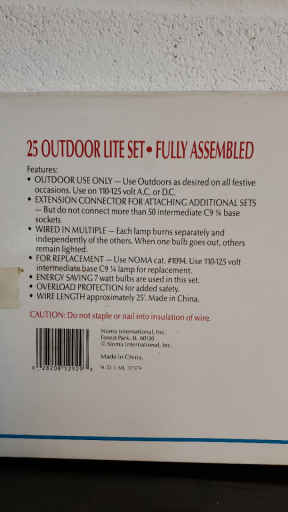 25 OUTDOOR LITE SET • FULLY ASSEMBLED
Features:
• OUTDOOR USE ONLY — Use Outdoors as desired on all festive
occasions. Use on 110-125 volt A.C. or D.C.
• EXTENSION CONNECTOR FOR ATTACHING ADDITIONAL SETS
— But do not connect more than 50 intermediate C9 ¼ base
sockets
• WIRED IN MULTIPLE — Each lamp burns separately and
independently of the others. When one bulb goes out, others
remain lighted.
• FOR REPLACEMENT — Use NOMA cat. #1094. Use 110-125 volt
intermediate base C9 ¼ lamp for replacement.
• ENERGY SAVING 7 watt bulbs are used in this set.
• OVERLOAD PROTECTION for added safety.
• WIRE LENGTH approximately 25'. Made in China.
CAUTION: Do not staple or nail into insulation of wire.
Noma International, Inc.
Forest Park, IL 60130
© Noma International, Inc.
Made in China.